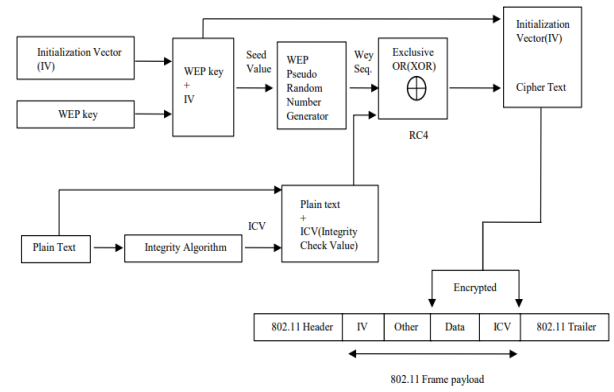 Initialization Vector
(IV)
WEP key
WEP key
+
IV
Seed
Value
WEP
Pseudo
Random
Number
Generator
Wey
Seq.
Exclusive
OR(XOR)
RC4
Initialization
Vector(IV)
Cipher Text
Plain Text
Integrity Algorithm
ICV
Plain text
+
ICV(Integrity
Check Value)
Encrypted
802.11 Header IV Other Data ICV 802.11 Trailer
802.11 Frame payload